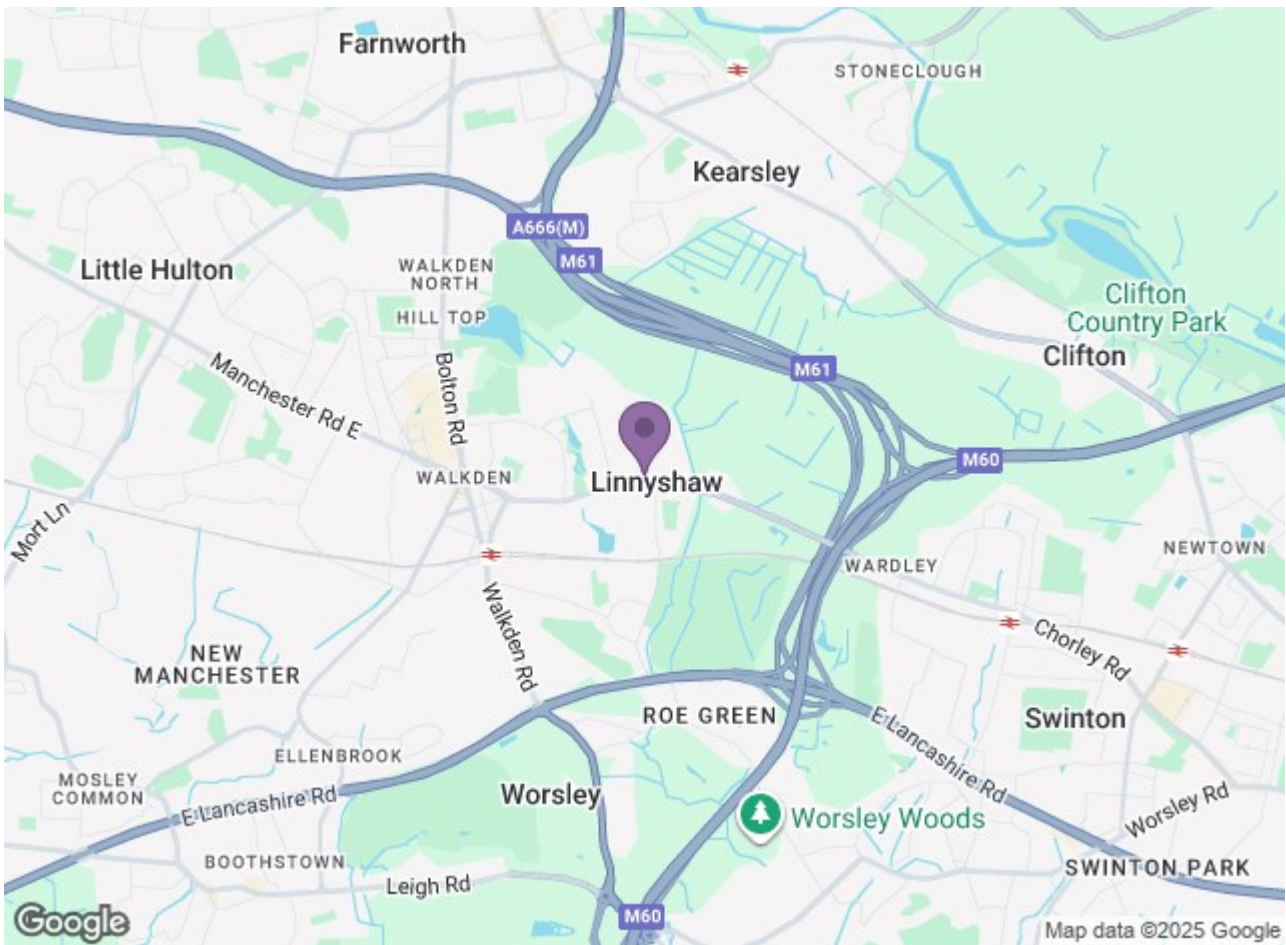 Farnworth
STONECLOUGH
Kearsley
A666(M)
M61
Little Hulton
WALKDEN
NORTH
HILL TOP
Clifton
Country Park
Clifton
M61
Bolton Rd
Manchester Rd E
M60
WALKDEN
Linnyshaw
Mort Ln
NEWTOWN
WARDLEY
Walkden Rd
Chorley Rd
NEW
MANCHESTER
ROE GREEN
Swinton
E Lancashire Rd
ELLENBROOK
MOSLEY
COMMON
Worsley
E Lancashire Rd
Worsley Woods
Worsley Rd
BOOTHSTOWN
SWINTON PARK
Leigh Rd
M60
Google
Map data ©2025 Google